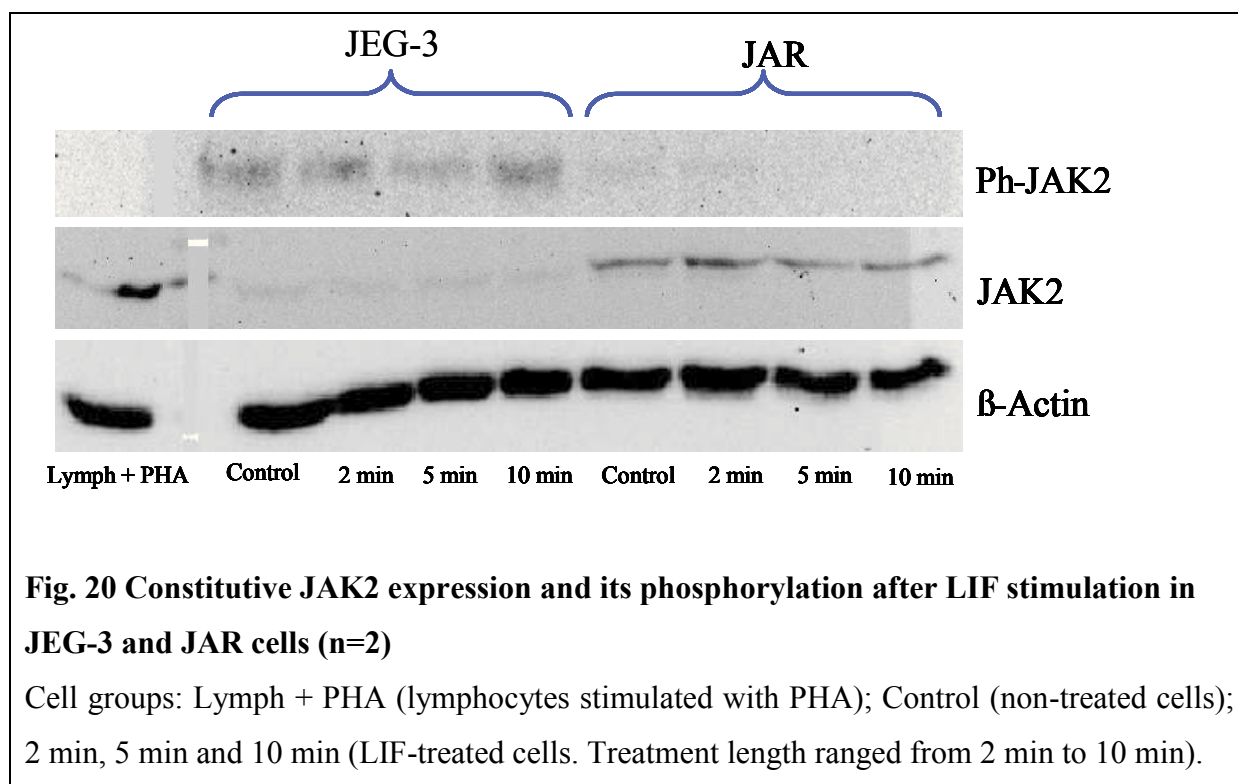 JEG-3 JAR
Ph-JAK2
JAK2
ß-Actin
Lymph + PHA Control 2 min 5 min 10 min Control 2 min 5 min 10 min
Fig. 20 Constitutive JAK2 expression and its phosphorylation after LIF stimulation in
JEG-3 and JAR cells (n=2)
Cell groups: Lymph + PHA (lymphocytes stimulated with PHA); Control (non-treated cells);
2 min, 5 min and 10 min (LIF-treated cells. Treatment length ranged from 2 min to 10 min).